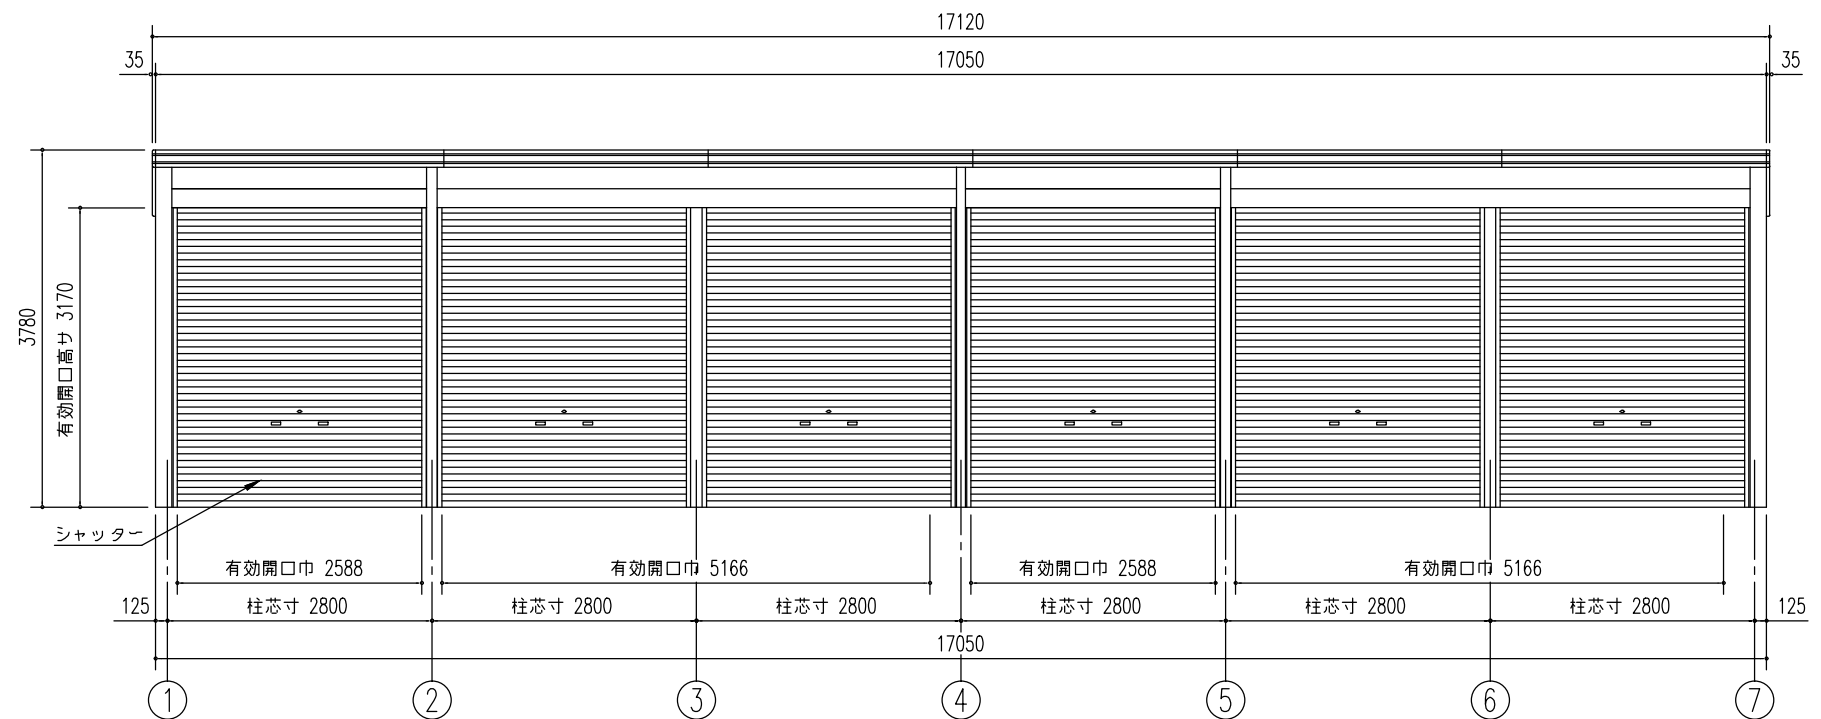 17120
35 17050 35
3780
有効開口高サ 3170
シャッター
有効開口巾 2588 有効開口巾 5166 有効開口巾 2588 有効開口巾 5166
125 柱芯寸 2800 柱芯寸 2800 柱芯寸 2800 柱芯寸 2800 柱芯寸 2800 柱芯寸 2800 125
17050
1 2 3 4 5 6 7